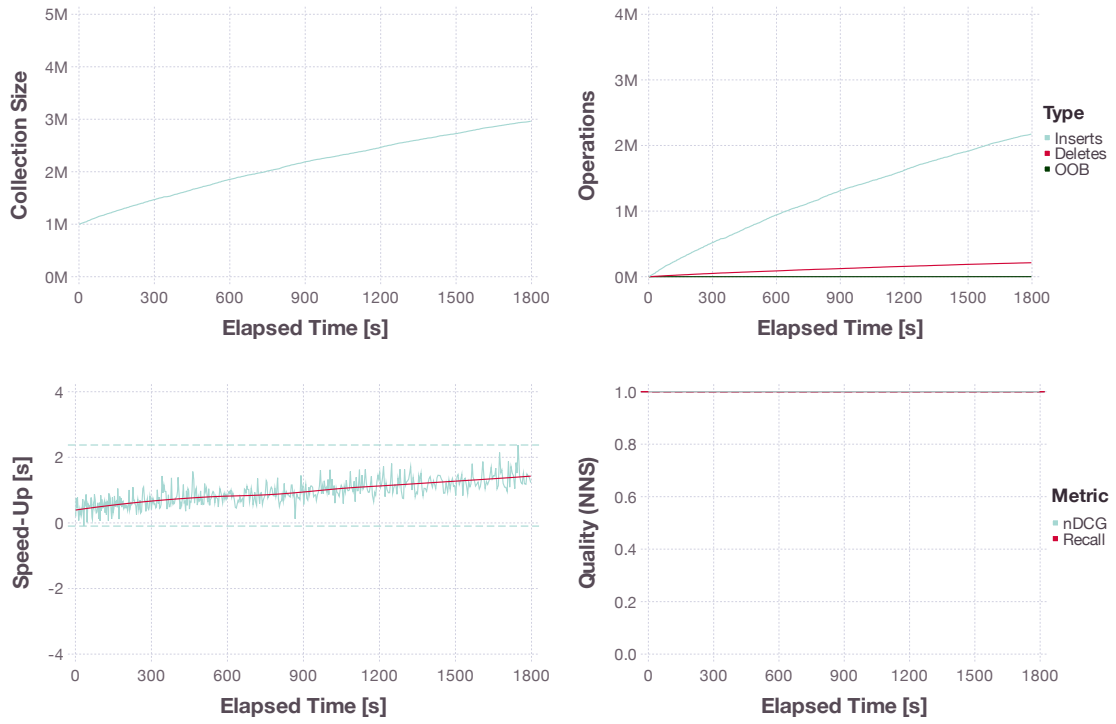 5M
4M
3M
2M
1M
0M
Collection Size
0 300 600 900 1200 1500 1800
Elapsed Time [s]
4M
3M
2M
1M
0M
Operations
0 300 600 900 1200 1500 1800
Elapsed Time [s]
Type
Inserts
Deletes
OOB
4
2
0
-2
-4
Speed-Up [s]
0 300 600 900 1200 1500 1800
Elapsed Time [s]
1.0
0.8
0.6
0.4
0.2
0.0
Quality (NNS)
0 300 600 900 1200 1500 1800
Elapsed Time [s]
Metric
nDCG
Recall